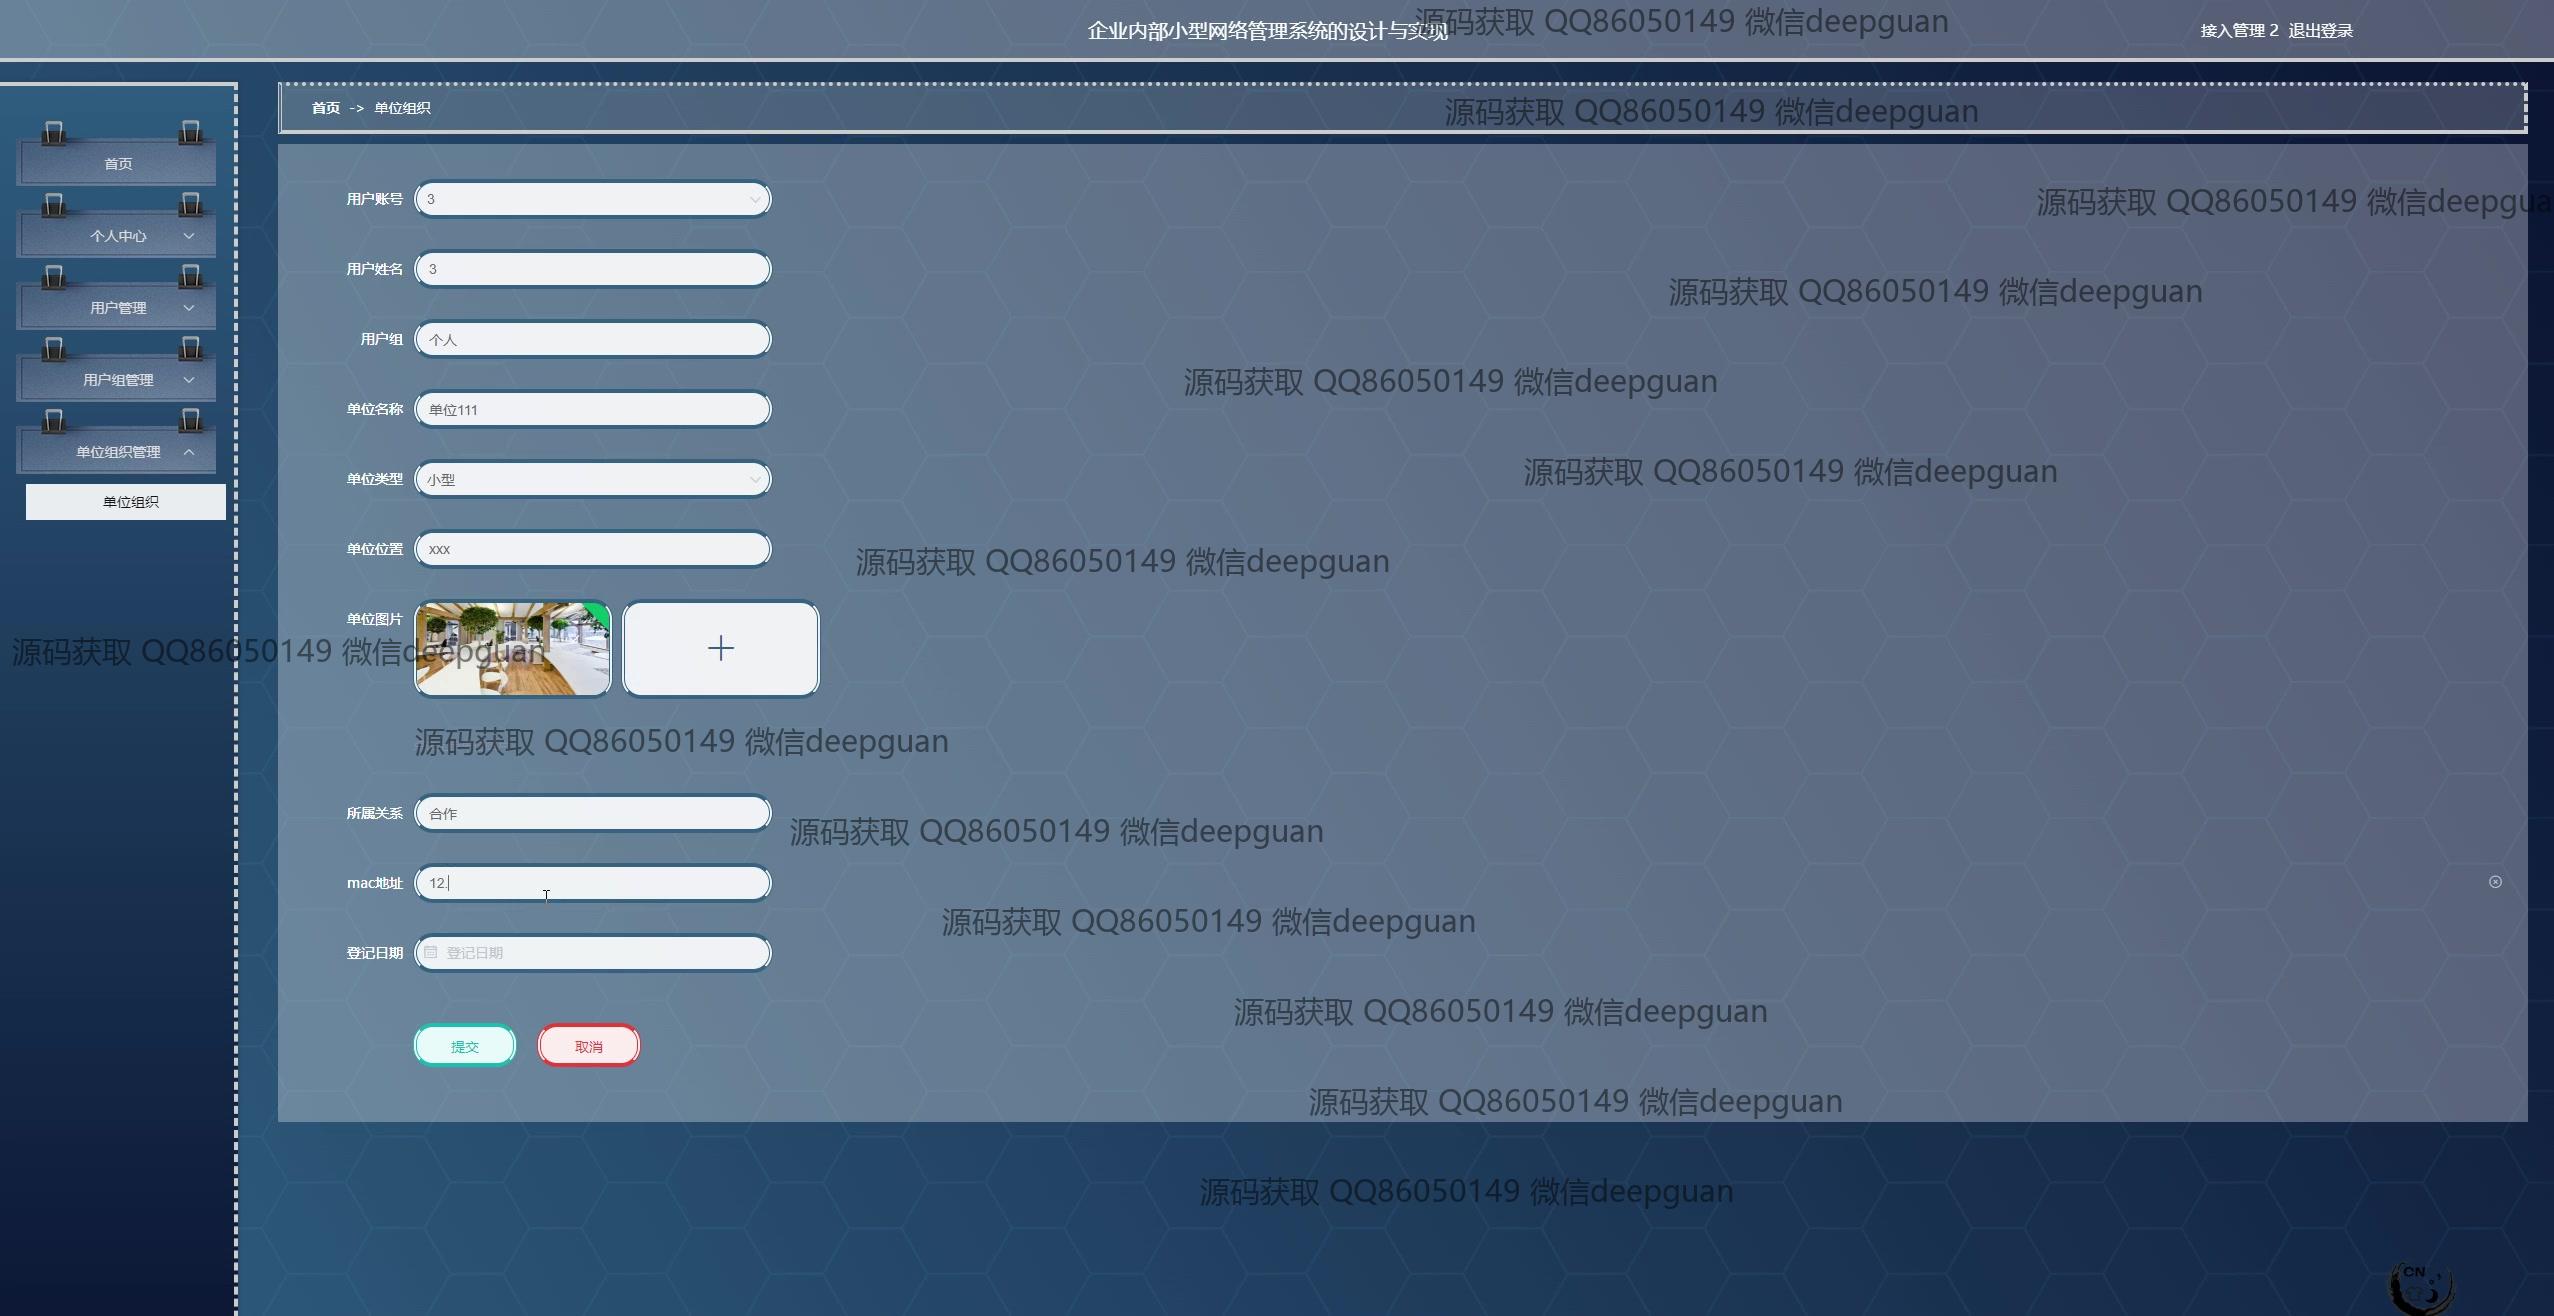 企业内部小型网络管理系统的设计与实现
源码获取 QQ86050149 微信deepguan
接入管理 2 退出登录
首页 -> 单位组织
源码获取 QQ86050149 微信deepguan
首页
个人中心
用户管理
用户组管理
单位组织管理
单位组织
用户账号 3
源码获取 QQ86050149 微信deepgua
用户姓名 3
源码获取 QQ86050149 微信deepguan
用户组 个人
源码获取 QQ86050149 微信deepguan
单位名称 单位111
单位类型 小型
源码获取 QQ86050149 微信deepguan
单位位置 xxx
源码获取 QQ86050149 微信deepguan
单位图片
源码获取 QQ86050149 微信deepguan
源码获取 QQ86050149 微信deepguan
所属关系 合作
源码获取 QQ86050149 微信deepguan
mac地址 12.
源码获取 QQ86050149 微信deepguan
登记日期 登记日期
源码获取 QQ86050149 微信deepguan
提交 取消
源码获取 QQ86050149 微信deepguan
源码获取 QQ86050149 微信deepguan
CN